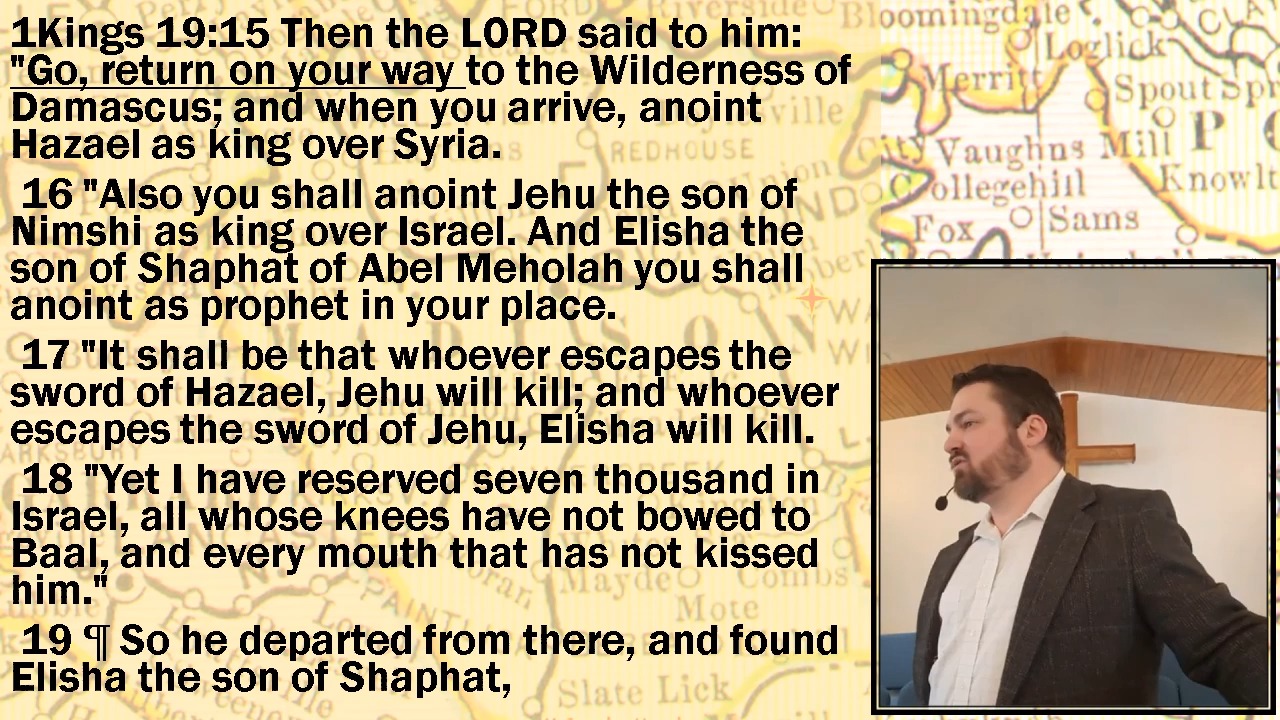 1Kings 19:15 Then the LORD said to him:
"Go, return on your way to the Wilderness of
Damascus; and when you arrive, anoint
Hazael as king over Syria.
16 "Also you shall anoint Jehu the son of
Nimshi as king over Israel. And Elisha the
son of Shaphat of Abel Meholah you shall
anoint as prophet in your place.
17 "It shall be that whoever escapes the
sword of Hazael, Jehu will kill; and whoever
escapes the sword of Jehu, Elisha will kill.
18 "Yet I have reserved seven thousand in
Israel, all whose knees have not bowed to
Baal, and every mouth that has not kissed
him."
19 ¶ So he departed from there, and found
Elisha the son of Shaphat,
oomingdale
Loglick
Merritt
Spout Spr
City Vaughns Mill
P
Collegehill
Knowlt
Fox
Sams
REDHOUSE
Mayde
Combs
Mote
PAINT
Slate Lick